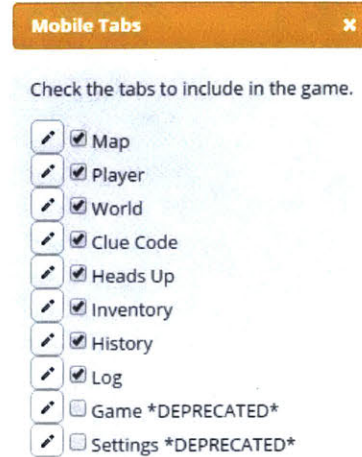 Mobile Tabs
Check the tabs to include in the game.
Map
Player
World
Clue Code
Heads Up
Inventory
History
Log
Game *DEPRECATED*
Settings *DEPRECATED*